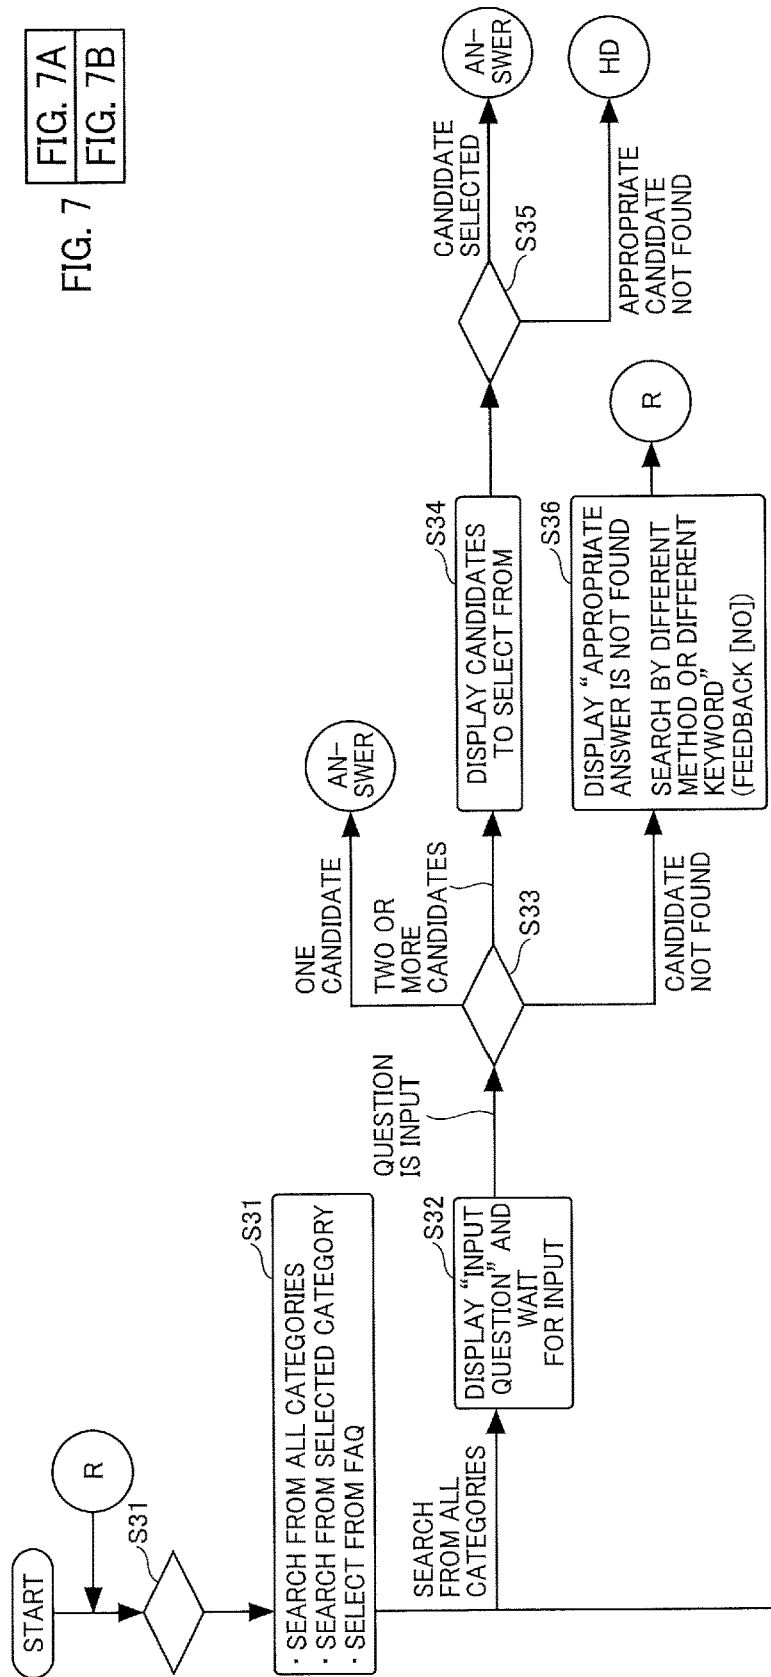 FIG. 7
FIG. 7A
FIG. 7B
START
R
S31
S31
· SEARCH FROM ALL CATEGORIES
· SEARCH FROM SELECTED CATEGORY
· SELECT FROM FAQ
SEARCH
FROM ALL
CATEGORIES
S32
DISPLAY “INPUT
QUESTION” AND
WAIT
FOR INPUT
QUESTION
IS INPUT
S33
ONE
CANDIDATE
AN-
SWER
TWO OR
MORE
CANDIDATES
CANDIDATE
NOT FOUND
S34
DISPLAY CANDIDATES
TO SELECT FROM
S36
DISPLAY “APPROPRIATE
ANSWER IS NOT FOUND
SEARCH BY DIFFERENT
METHOD OR DIFFERENT
KEYWORD”
(FEEDBACK [NO])
R
S35
CANDIDATE
SELECTED
AN-
SWER
APPROPRIATE
CANDIDATE
NOT FOUND
HD